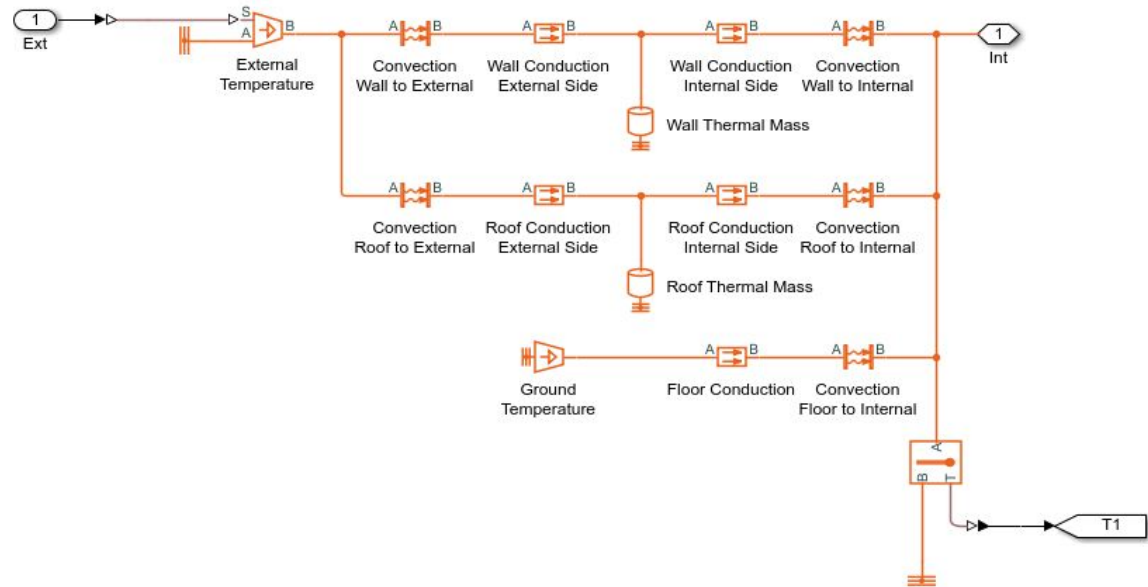 1
Ext
S
A
B
External
Temperature
A B
Convection
Wall to External
A B
Wall Conduction
External Side
A B
Wall Conduction
Internal Side
A B
Convection
Wall to Internal
1
Int
Wall Thermal Mass
A B
Convection
Roof to External
A B
Roof Conduction
External Side
A B
Roof Conduction
Internal Side
A B
Convection
Roof to Internal
Roof Thermal Mass
Ground
Temperature
A B
Floor Conduction
A B
Convection
Floor to Internal
A
B T
T1